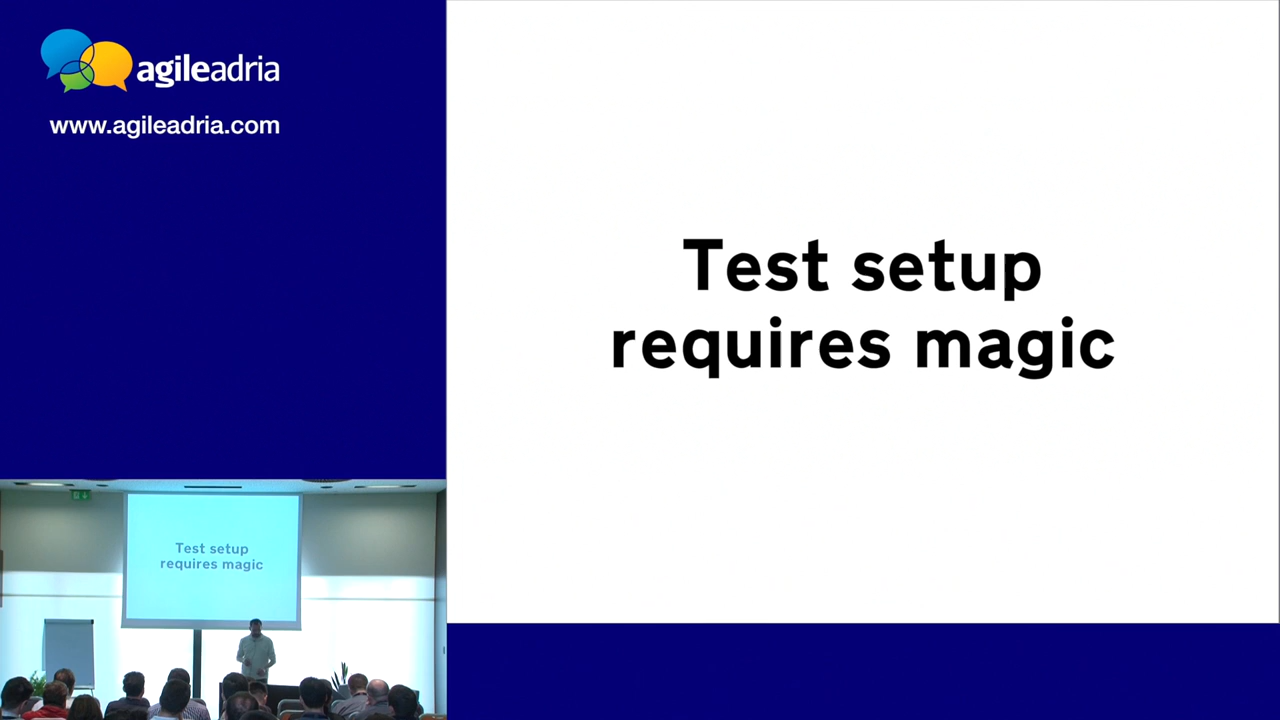 agileadria
www.agileadria.com
Test setup
requires magic
Test setup
requires magic